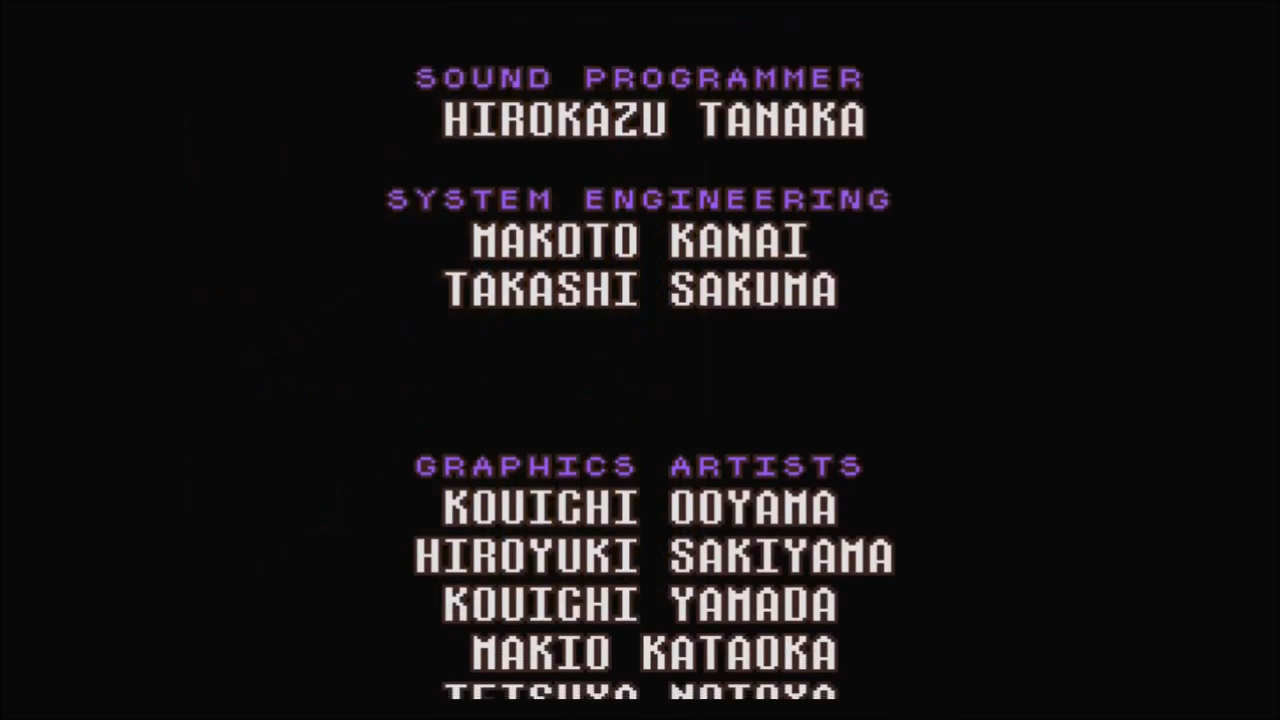 SOUND PROGRAMMER
HIROKAZU TANAKA
SYSTEM ENGINEERING
MAKOTO KANAI
TAKASHI SAKUMA
GRAPHICS ARTISTS
KOUICHI OOYAMA
HIROYUKI SAKIYAMA
KOUICHI YAMADA
MAKIO KATAOKA
TETSUYA